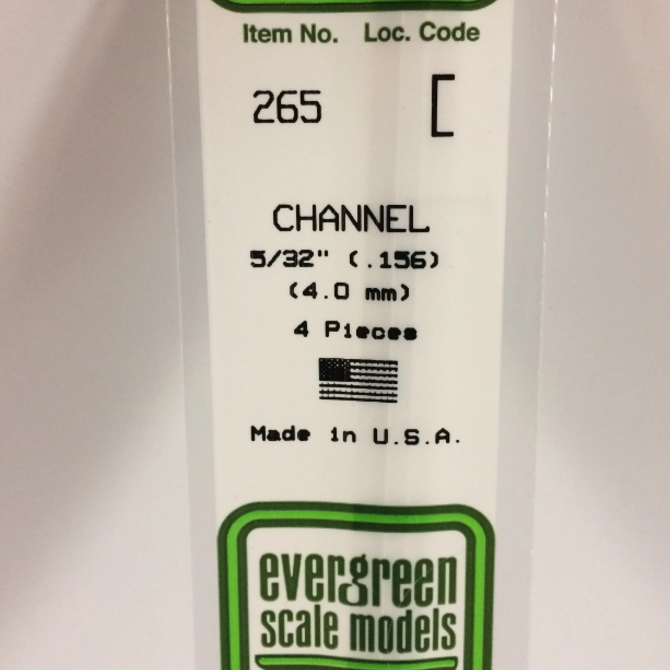 Item No. Loc. Code
265 [
CHANNEL
5/32" (.156)
(4.0 mm)
4 Pieces
Made in U.S.A.
evergreen
scale models